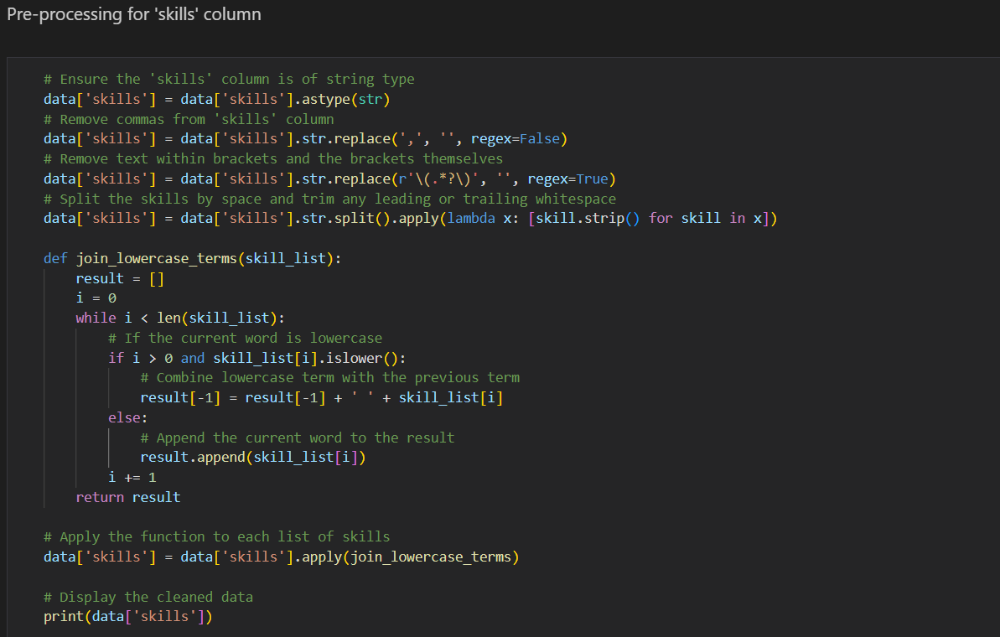 Pre-processing for 'skills' column
# Ensure the 'skills' column is of string type
data['skills'] = data['skills'].astype(str)
# Remove commas from 'skills' column
data['skills'] = data['skills'].str.replace(',', '', regex=False)
# Remove text within brackets and the brackets themselves
data['skills'] = data['skills'].str.replace(r'\(.*?\)', '', regex=True)
# Split the skills by space and trim any leading or trailing whitespace
data['skills'] = data['skills'].str.split().apply(lambda x: [skill.strip() for skill in x])

def join_lowercase_terms(skill_list):
    result = []
    i = 0
    while i < len(skill_list):
        # If the current word is lowercase
        if i > 0 and skill_list[i].islower():
            # Combine lowercase term with the previous term
            result[-1] = result[-1] + ' ' + skill_list[i]
        else:
            # Append the current word to the result
            result.append(skill_list[i])
        i += 1
    return result

# Apply the function to each list of skills
data['skills'] = data['skills'].apply(join_lowercase_terms)

# Display the cleaned data
print(data['skills'])